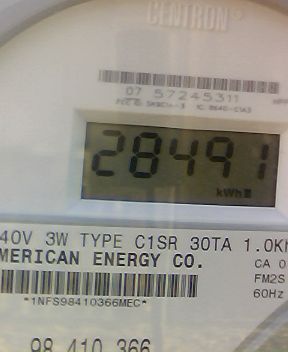 CENTRON®
07 57245311
28491
kWh
40V 3W TYPE C1SR 30TA 1.0Kh
MERICAN ENERGY CO.
CA 0
FM2S
*1NFS98410366MEC*
60Hz
98 410 366